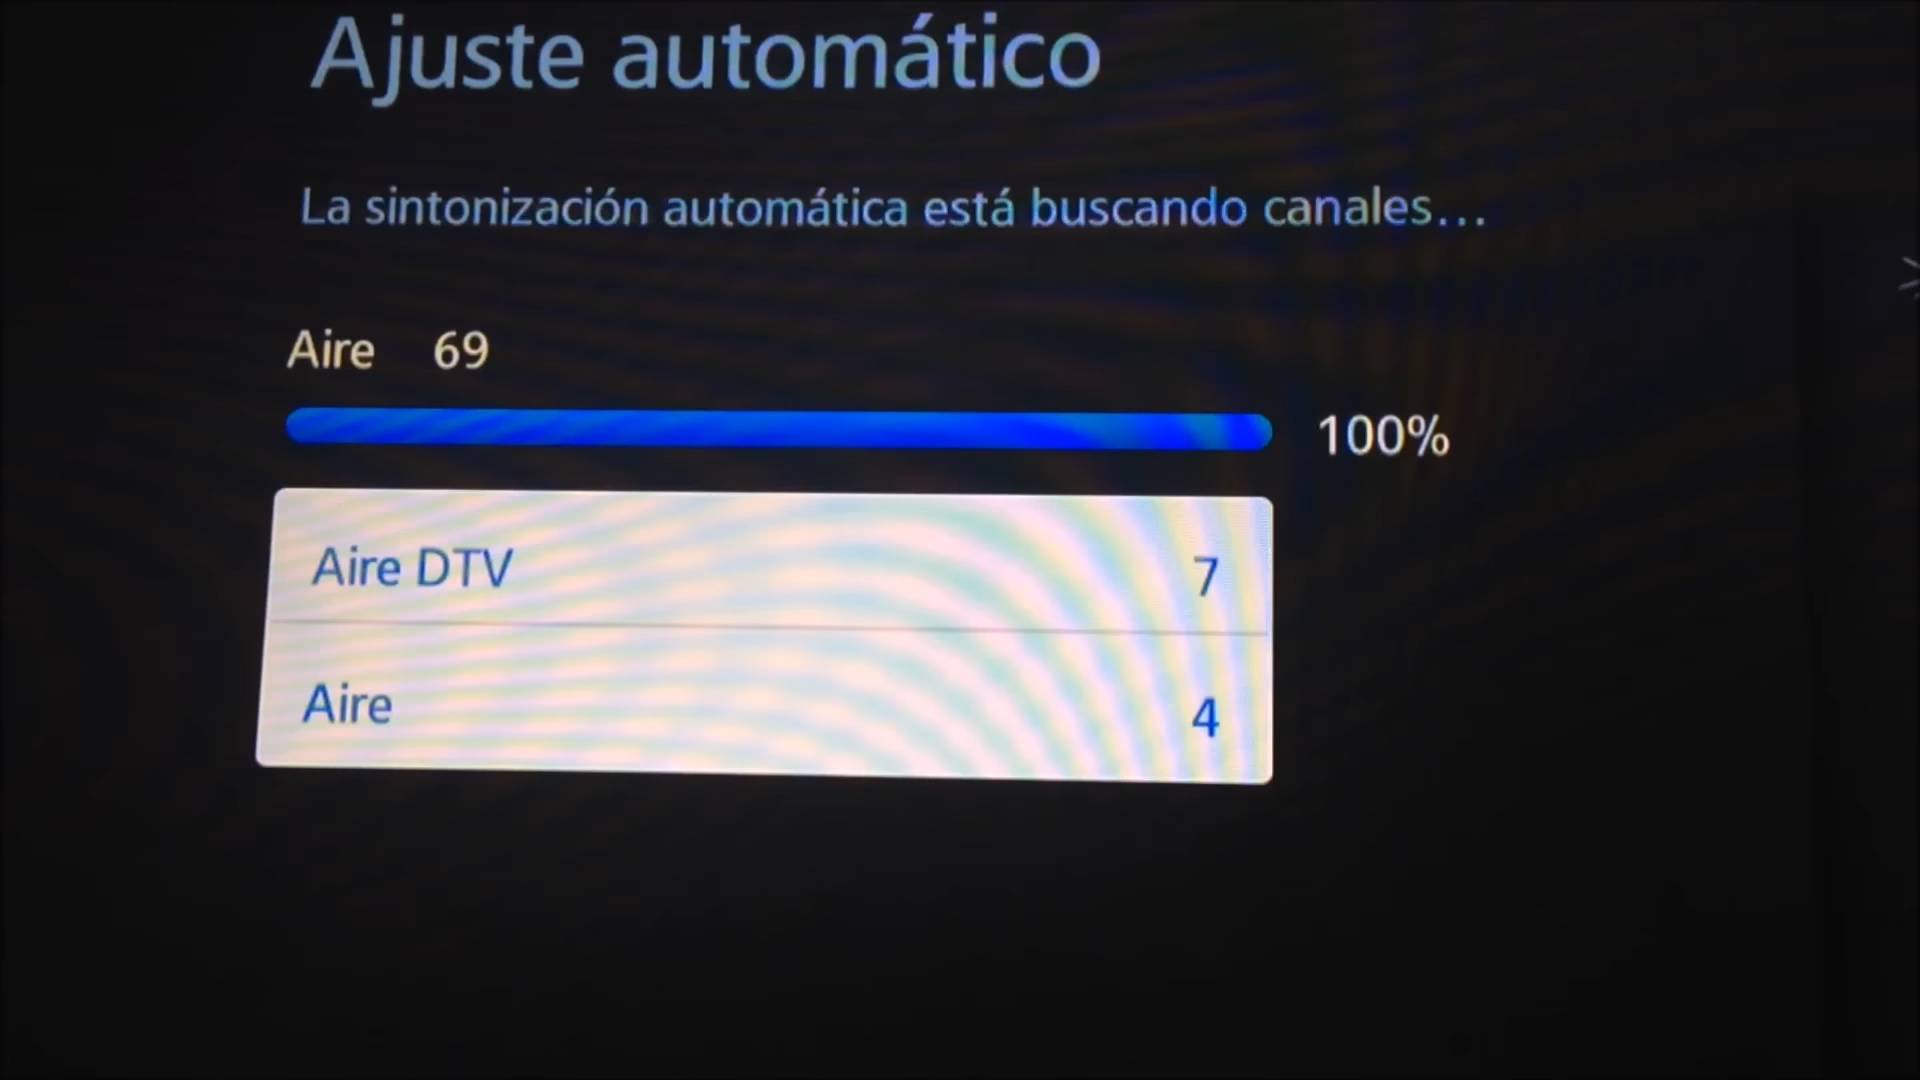 Ajuste automático
La sintonización automática está buscando canales...
Aire 69
100%
Aire DTV 7
Aire 4